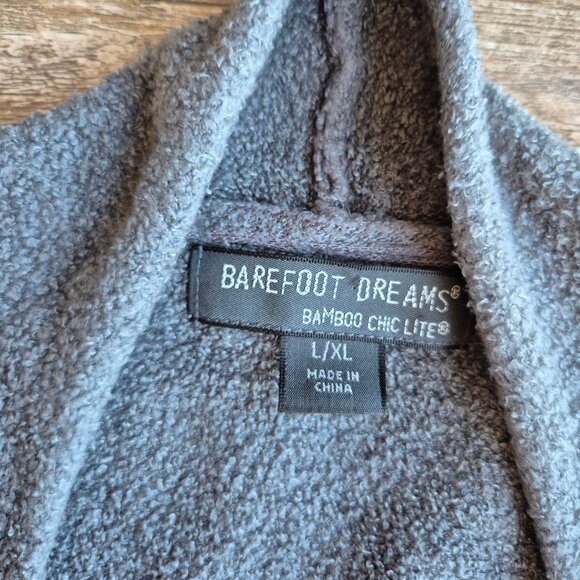 BAREFOOT DREAMS®
BAMBOO CHIC LITE®
L/XL
MADE IN
CHINA